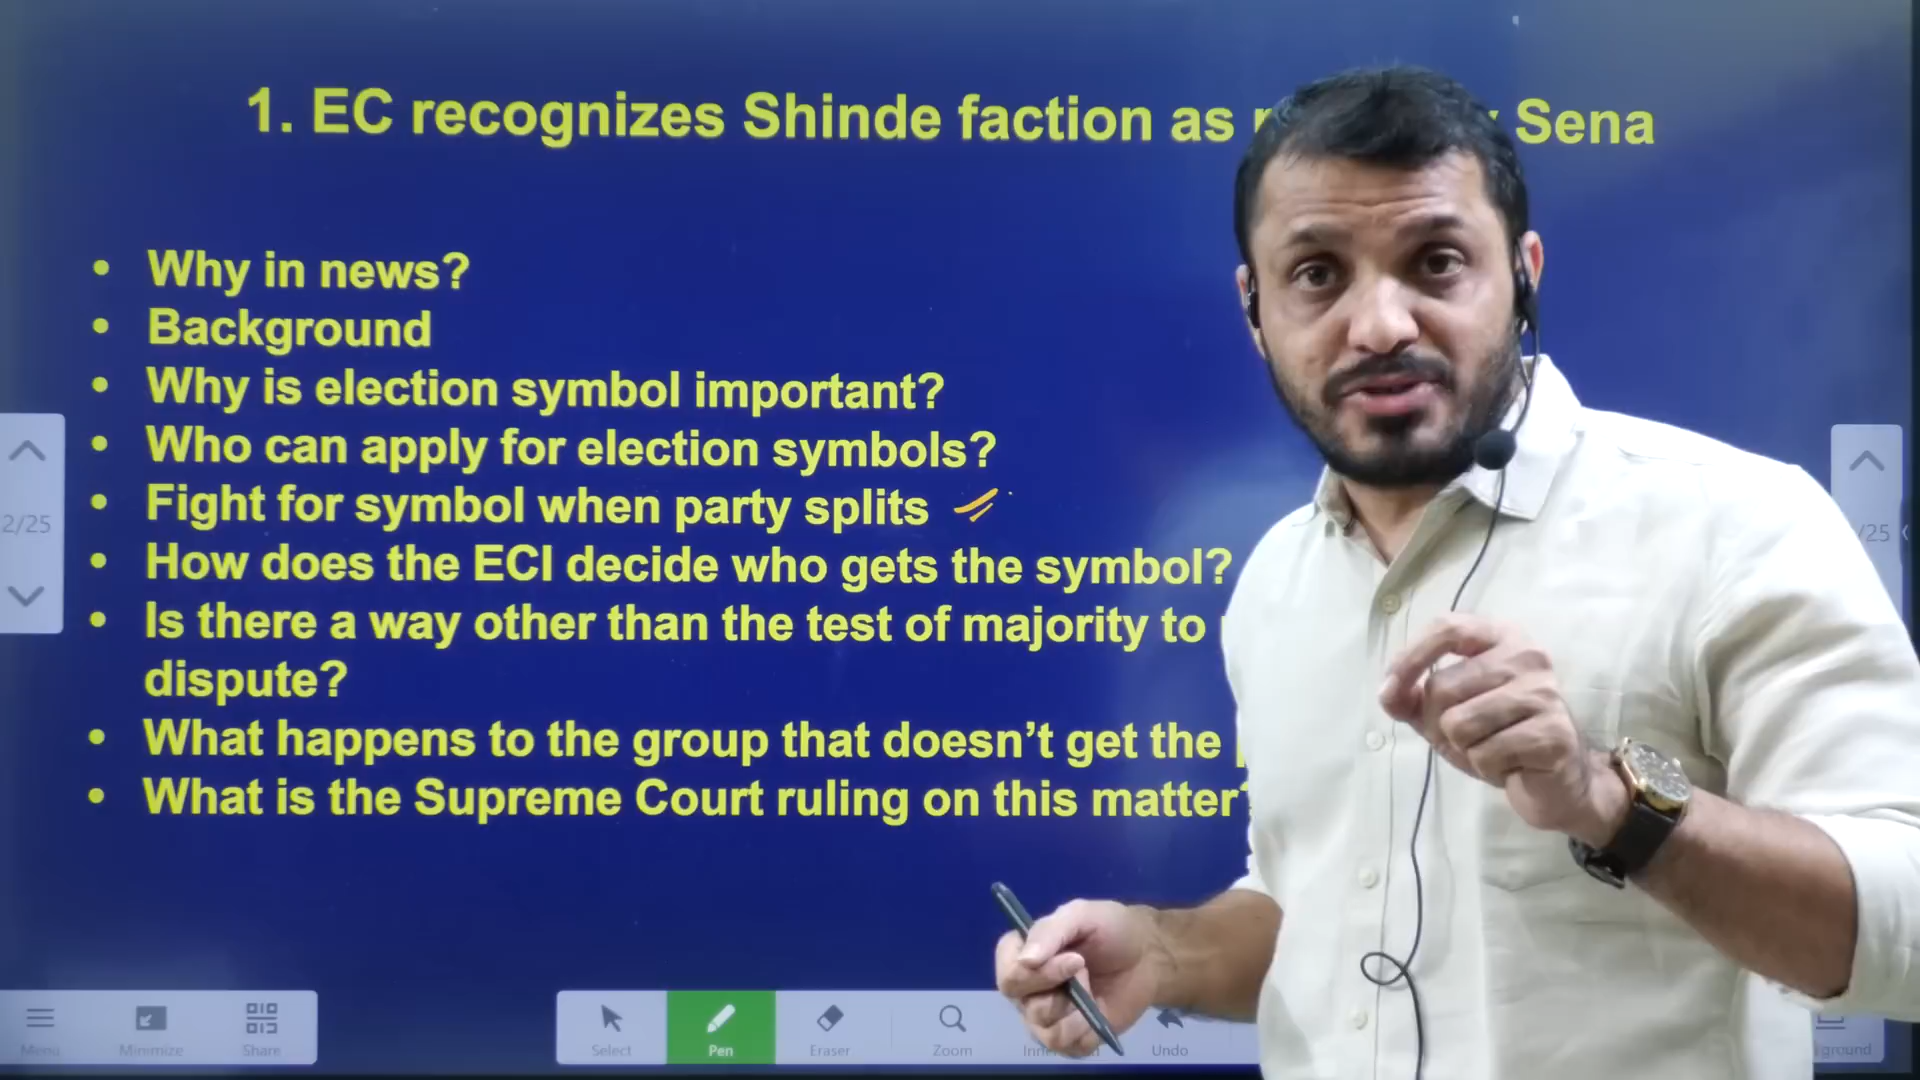 1. EC recognizes Shinde faction as Sena
• Why in news?
• Background
• Why is election symbol important?
• Who can apply for election symbols?
• Fight for symbol when party splits
• How does the ECI decide who gets the symbol?
• Is there a way other than the test of majority to
dispute?
• What happens to the group that doesn't get the
• What is the Supreme Court ruling on this matter?
2/25
/25
Menu Minimize Share
Select Pen Eraser Zoom Undo
ground